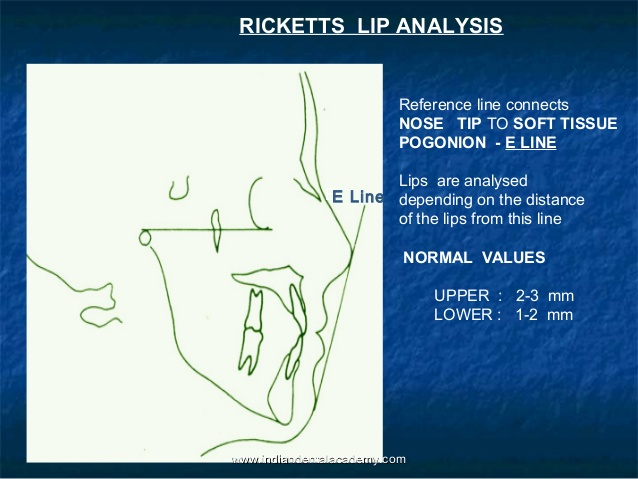 RICKETTS LIP ANALYSIS
E Line
Reference line connects
NOSE TIP TO SOFT TISSUE
POGONION - E LINE
Lips are analysed
depending on the distance
of the lips from this line
NORMAL VALUES
UPPER : 2-3 mm
LOWER : 1-2 mm
www.indiandentalacademy.com